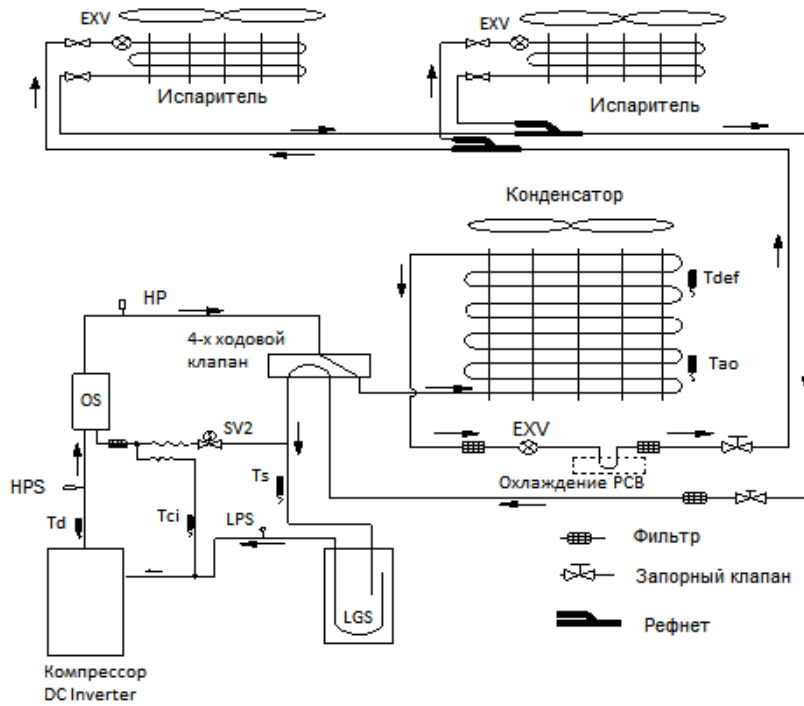 EXV
EXV
Испаритель
Испаритель
Конденсатор
Tdef
HP
4-х ходовой
клапан
Tao
OS
SV2
EXV
HPS
Ts
Охлаждение PCB
Td
Tci
LPS
Фильтр
Запорный клапан
LGS
Рефнет
Компрессор
DC Inverter